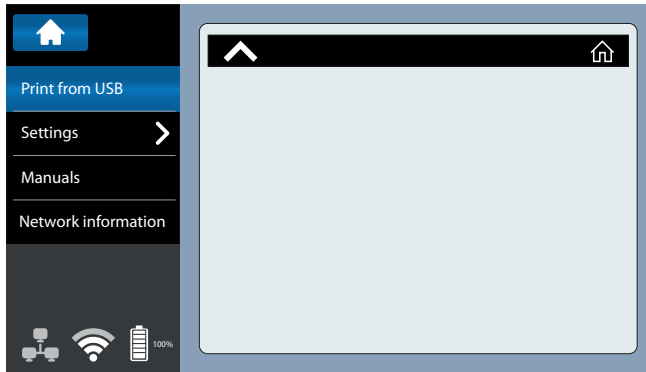 Print from USB
Settings
Manuals
Network information
100%